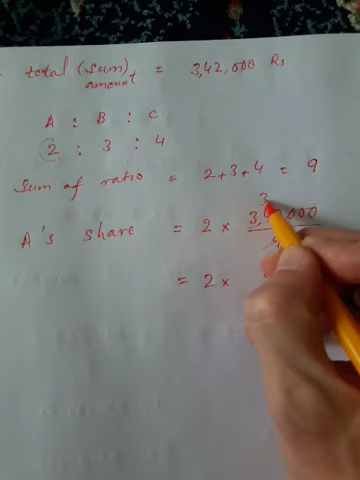 total (sum) = 3,42,000 Rs
amount
A : B : C
2 : 3 : 4
Sum of ratio = 2+3+4 = 9
3
A's share = 2 ×
= 2 ×